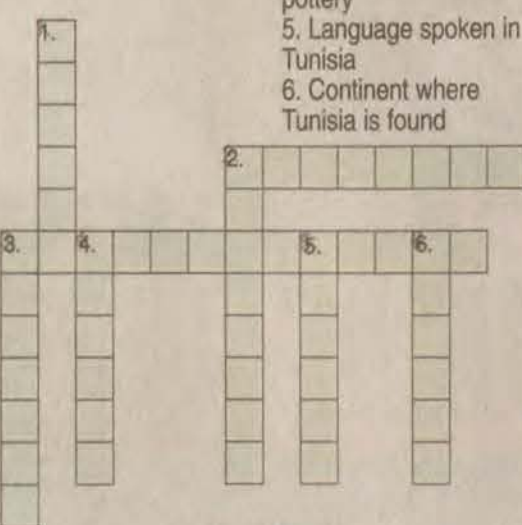 pottery
5. Language spoken in
Tunisia
6. Continent where
Tunisia is found
1.
2.
3.
4.
5.
6.